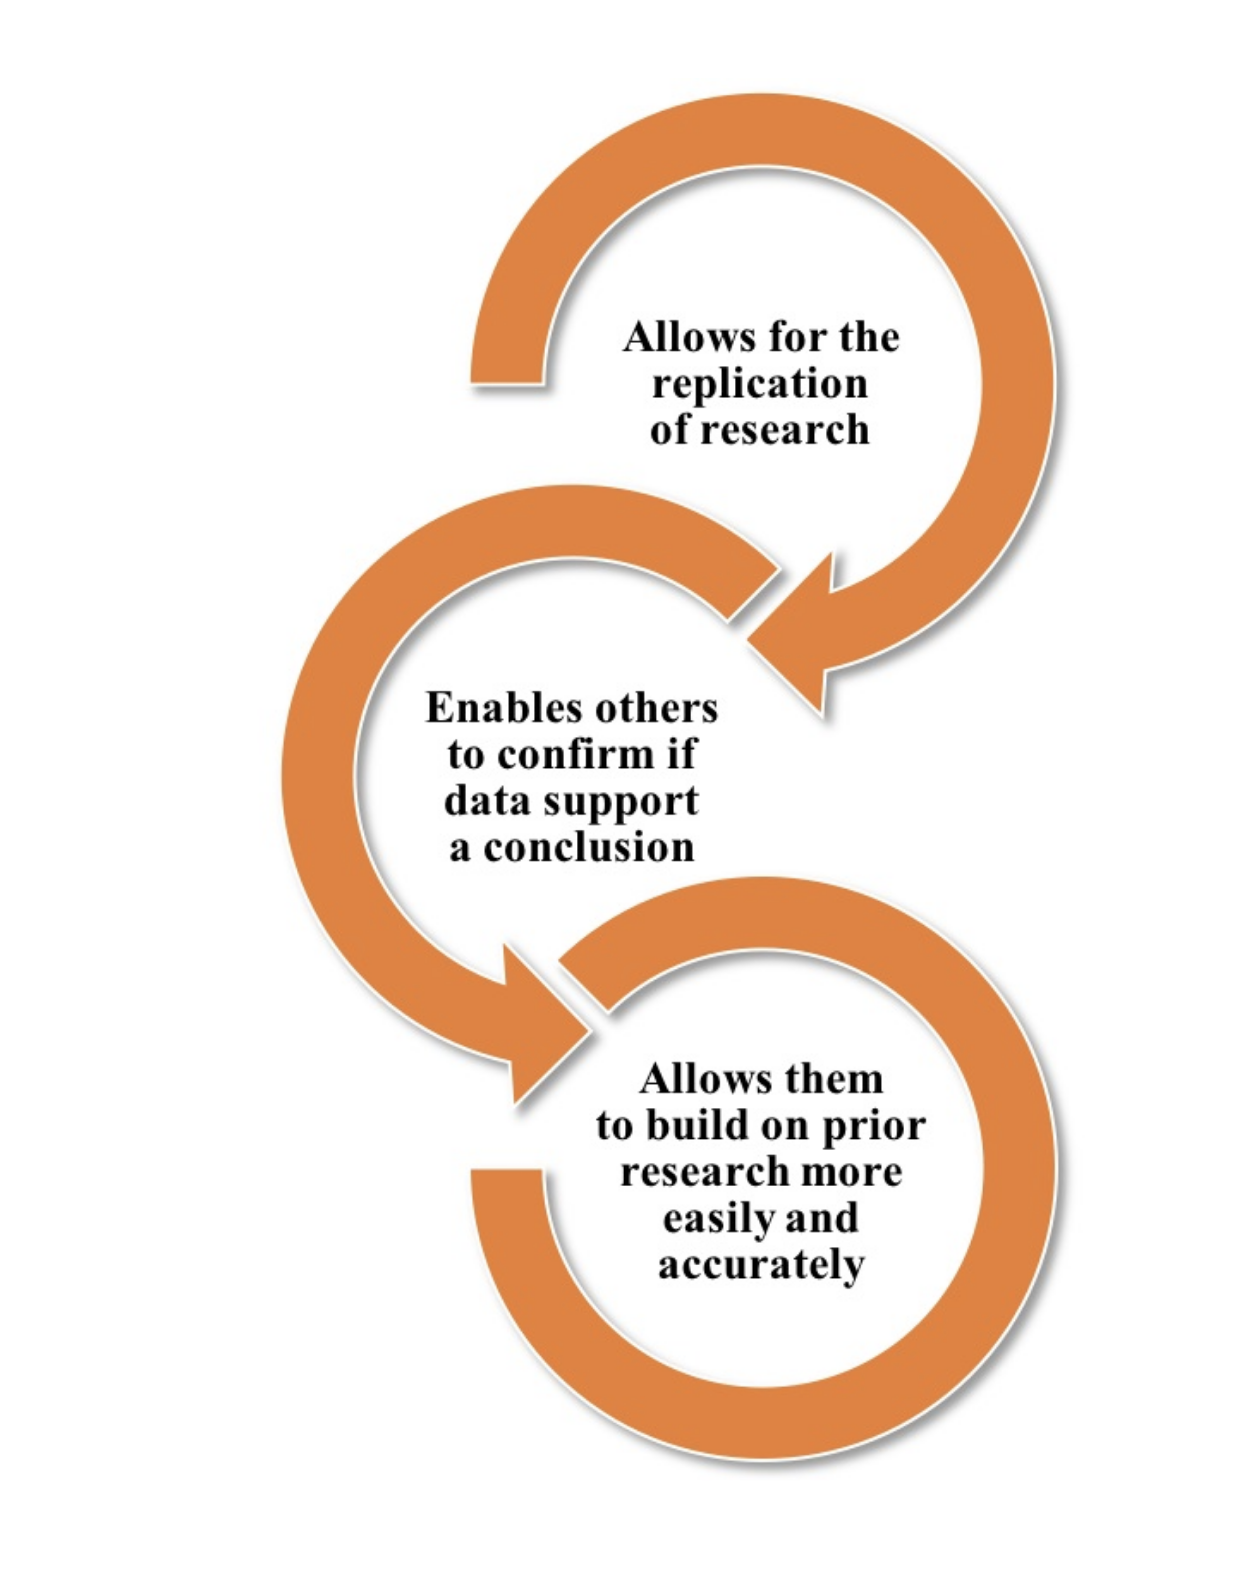 Allows for the
replication
of research
Enables others
to confirm if
data support
a conclusion
Allows them
to build on prior
research more
easily and
accurately